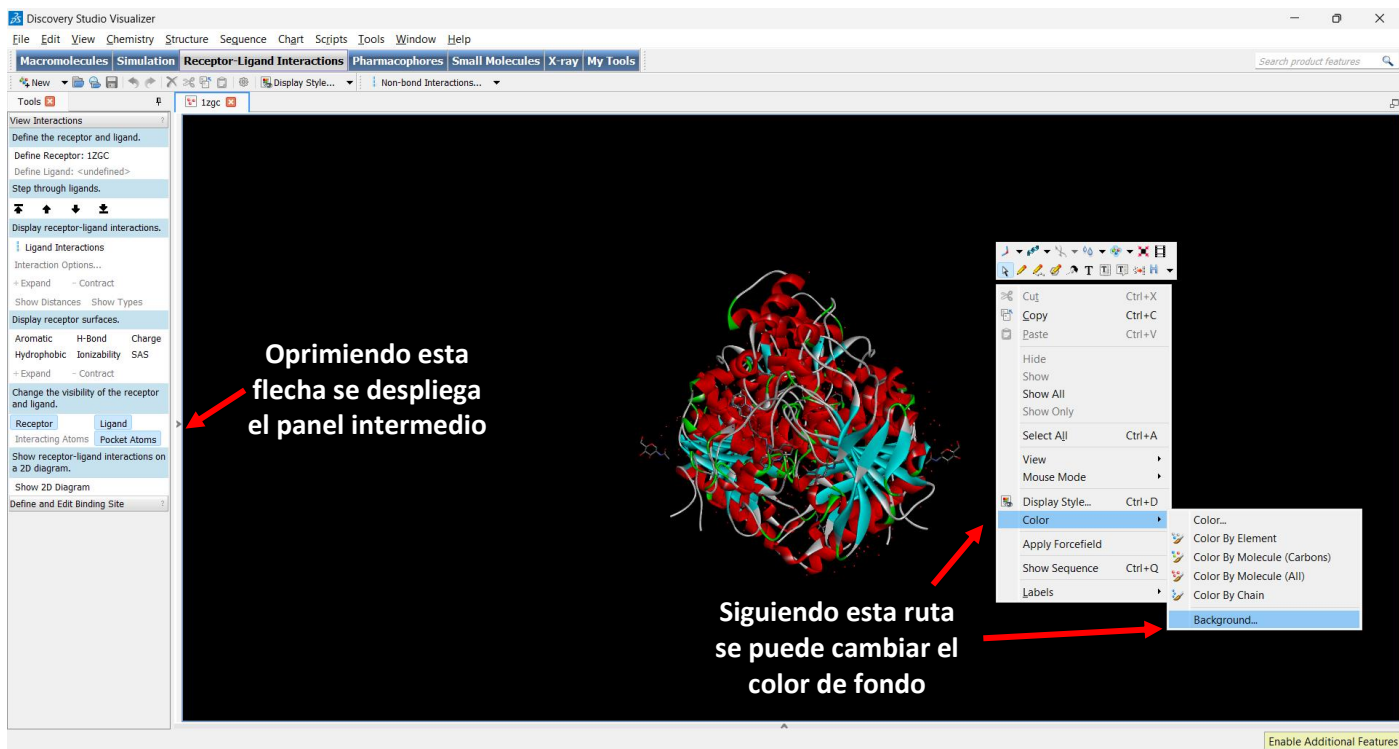 Discovery Studio Visualizer
File Edit View Chemistry Structure Sequence Chart Scripts Tools Window Help
Macromolecules Simulation Receptor-Ligand Interactions Pharmacophores Small Molecules X-ray My Tools
Search product features
New Display Style... Non-bond Interactions...
Tools
1zgc
View Interactions ?
Define the receptor and ligand.
Define Receptor: 1ZGC
Define Ligand: <undefined>
Step through ligands.
Display receptor-ligand interactions.
Ligand Interactions
Interaction Options...
+ Expand - Contract
Show Distances Show Types
Display receptor surfaces.
Aromatic H-Bond Charge
Hydrophobic Ionizability SAS
+ Expand - Contract
Change the visibility of the receptor
and ligand.
Receptor Ligand
Interacting Atoms Pocket Atoms
Show receptor-ligand interactions on
a 2D diagram.
Show 2D Diagram
Define and Edit Binding Site ?
Oprimiendo esta
flecha se despliega
el panel intermedio
T
Cut Ctrl+X
Copy Ctrl+C
Paste Ctrl+V
Hide
Show
Show All
Show Only
Select All Ctrl+A
View
Mouse Mode
Display Style... Ctrl+D
Color
Apply Forcefield
Show Sequence Ctrl+Q
Labels
Color...
Color By Element
Color By Molecule (Carbons)
Color By Molecule (All)
Color By Chain
Background...
Siguiendo esta ruta
se puede cambiar el
color de fondo
Enable Additional Features